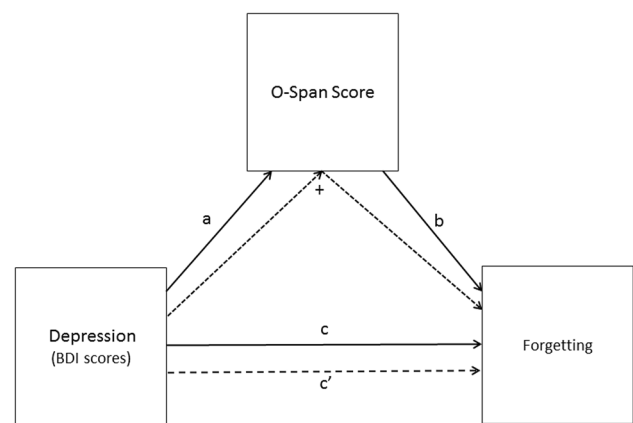 O-Span Score
+
a
b
Depression
(BDI scores)
c
Forgetting
c’